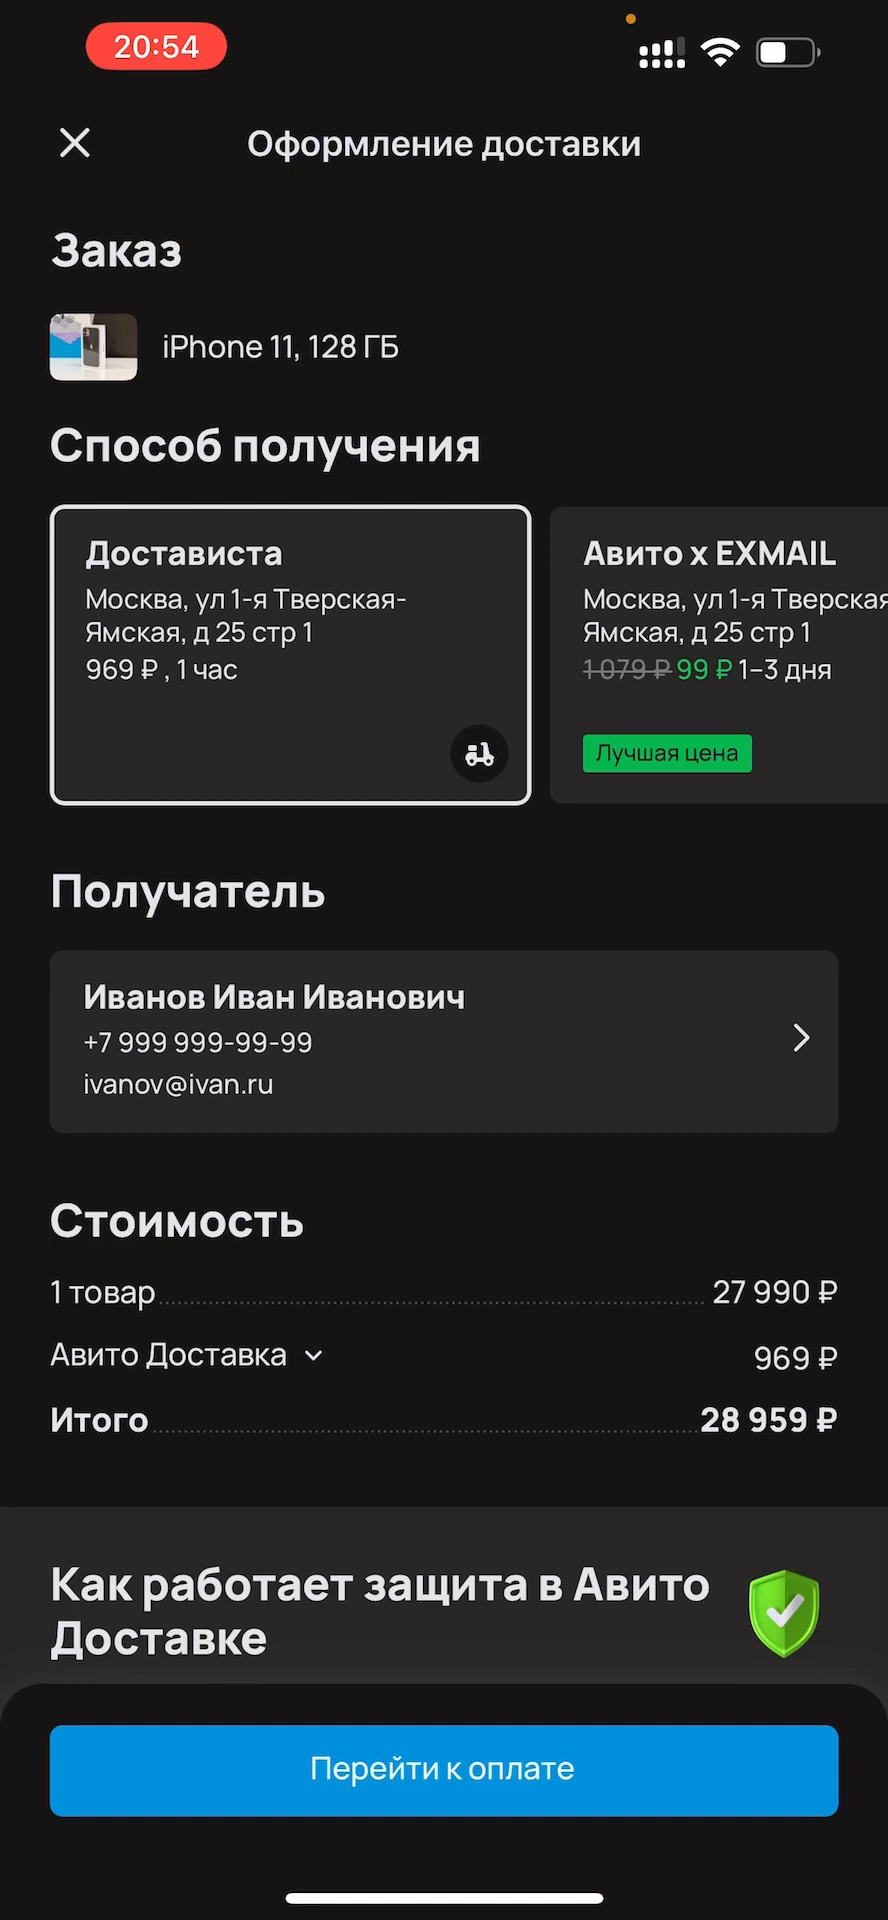 20:54
Оформление доставки
Заказ
iPhone 11, 128 ГБ
Способ получения
Достависта
Москва, ул 1-я Тверская-
Ямская, д 25 стр 1
969 ₽ , 1 час
Авито х EXMAIL
Москва, ул 1-я Тверская
Ямская, д 25 стр 1
1 079 ₽ 99 ₽ 1–3 дня
Лучшая цена
Получатель
Иванов Иван Иванович
+7 999 999-99-99
ivanov@ivan.ru
Стоимость
1 товар 27 990 ₽
Авито Доставка 969 ₽
Итого 28 959 ₽
Как работает защита в Авито
Доставке
Перейти к оплате